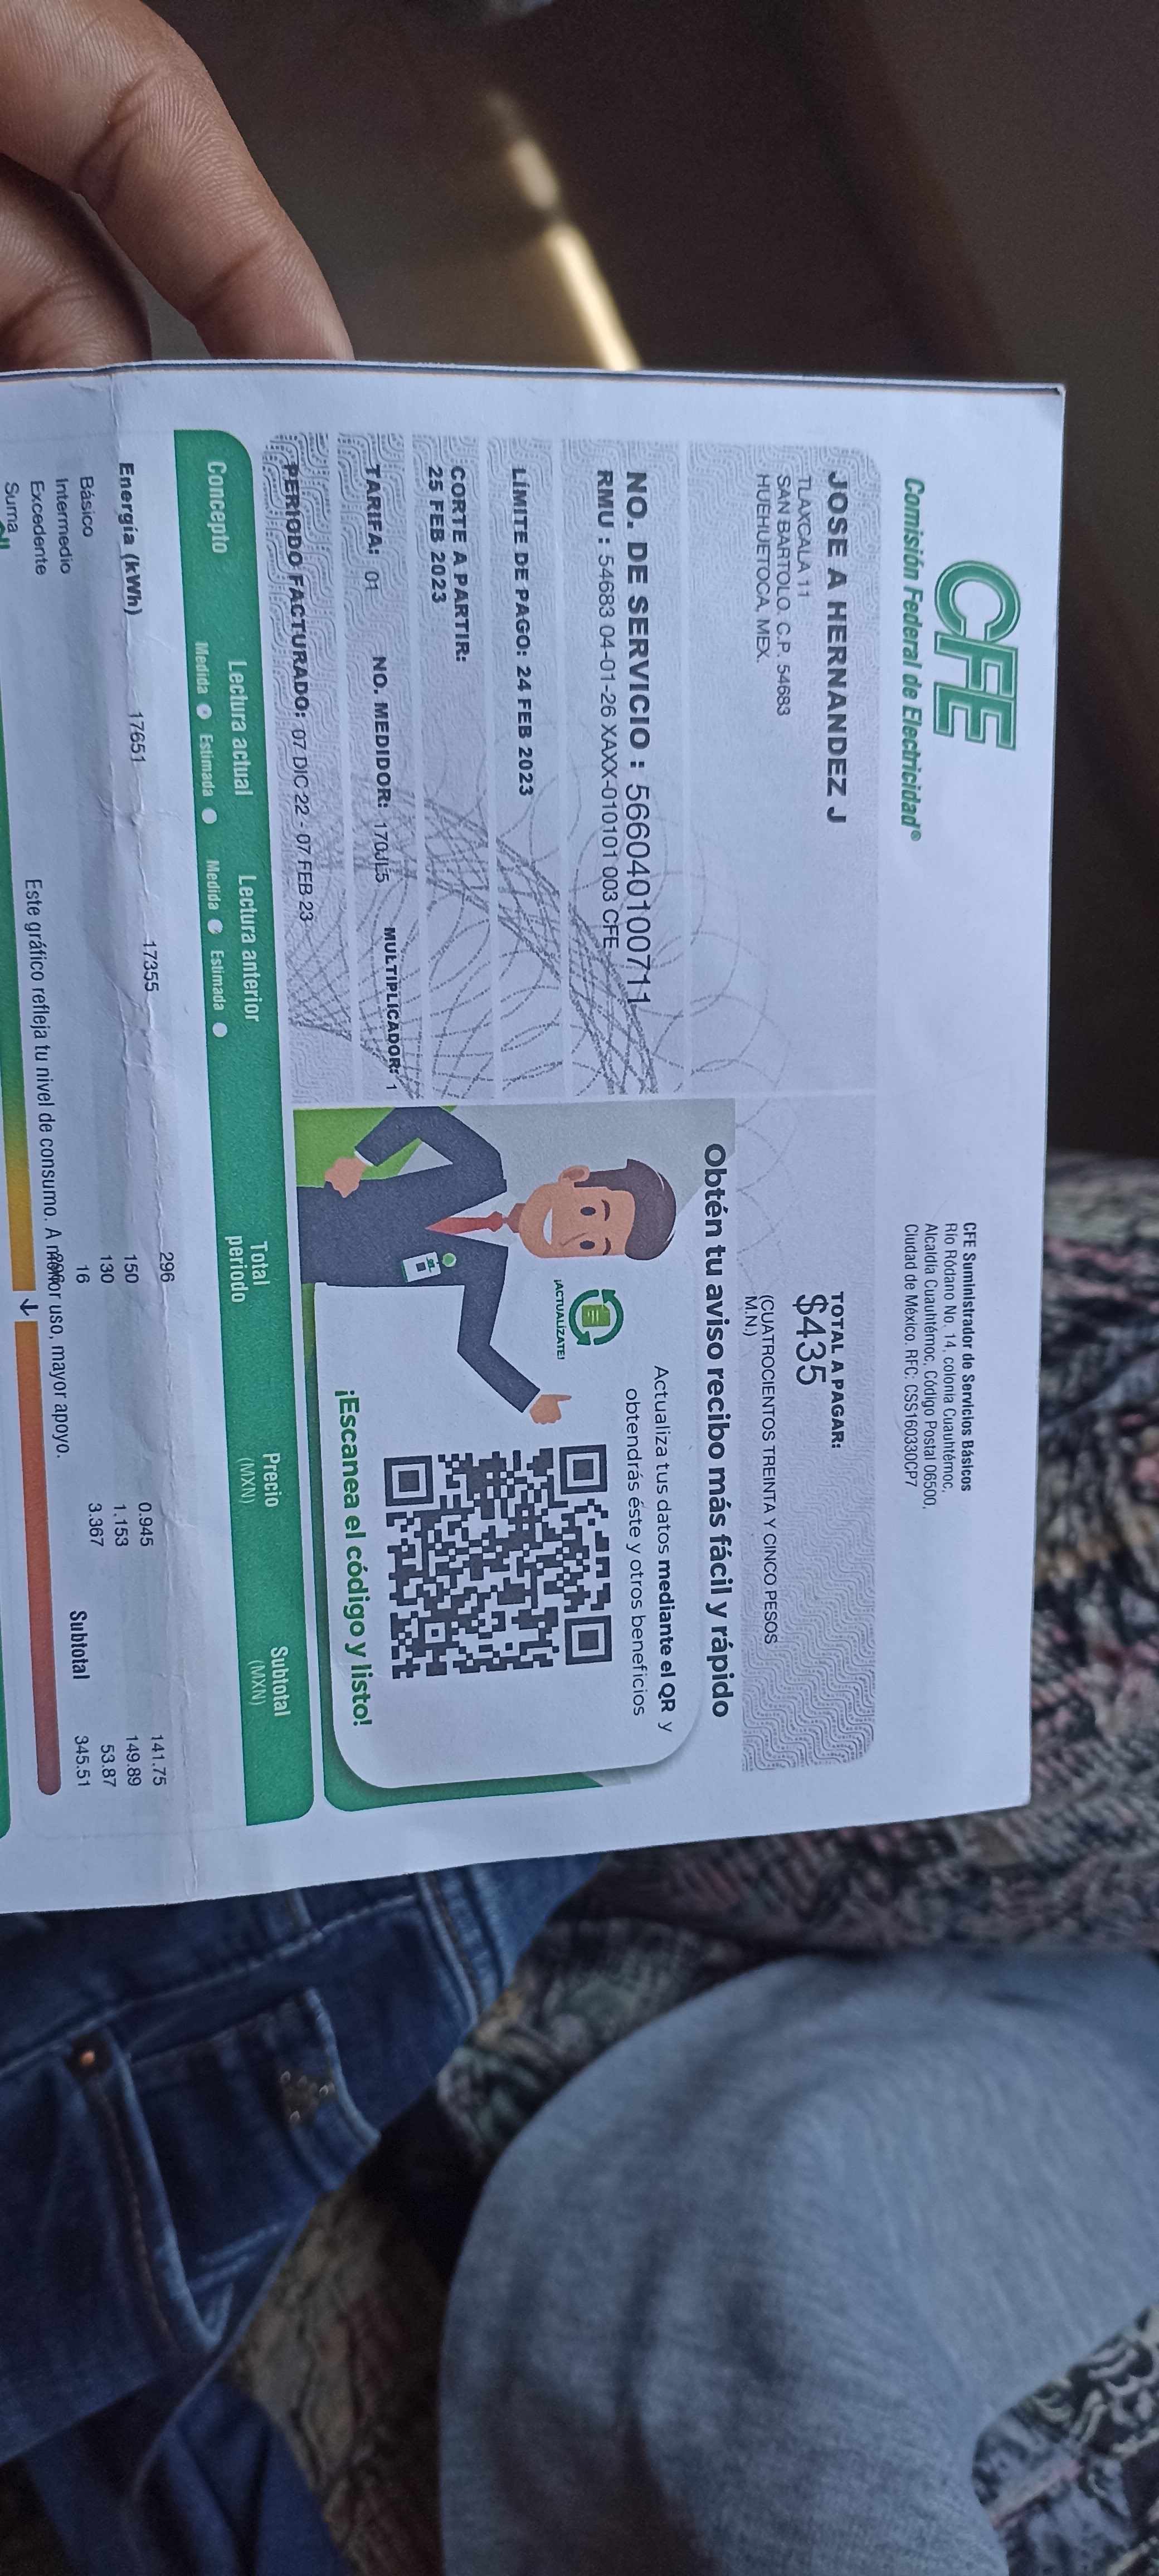 CFE
Comisión Federal de Electricidad®
CFE Suministrador de Servicios Básicos
Río Ródano No. 14, colonia Cuauhtémoc,
Alcaldía Cuauhtémoc, Código Postal 06500,
Ciudad de México. RFC: CSS160330CP7
JOSE A HERNANDEZ J
TLAXCALA 11
SAN BARTOLO. C.P. 54683
HUEHUETOCA, MEX.
TOTAL A PAGAR:
$435
(CUATROCIENTOS TREINTA Y CINCO PESOS
M.N.)
NO. DE SERVICIO : 566040100711
RMU : 54683 04-01-26 XAXX-010101 003 CFE
LÍMITE DE PAGO: 24 FEB 2023
CORTE A PARTIR:
25 FEB 2023
TARIFA: 01 NO. MEDIDOR: 170JL5 MULTIPLICADOR: 1
PERIODO FACTURADO: 07 DIC 22 - 07 FEB 23
Obtén tu aviso recibo más fácil y rápido
Actualiza tus datos mediante el QR y
obtendrás éste y otros beneficios
¡ACTUALÍZATE!
¡Escanea el código y listo!
Concepto Lectura actual Lectura anterior Total periodo Precio (MXN) Subtotal (MXN)
Medida Estimada Medida Estimada
Energía (kWh) 17651 17355 296
Básico 150 0.945 141.75
Intermedio 130 1.153 149.89
Excedente 16 3.367 53.87
Suma Subtotal 345.51
Este gráfico refleja tu nivel de consumo. A menor uso, mayor apoyo.